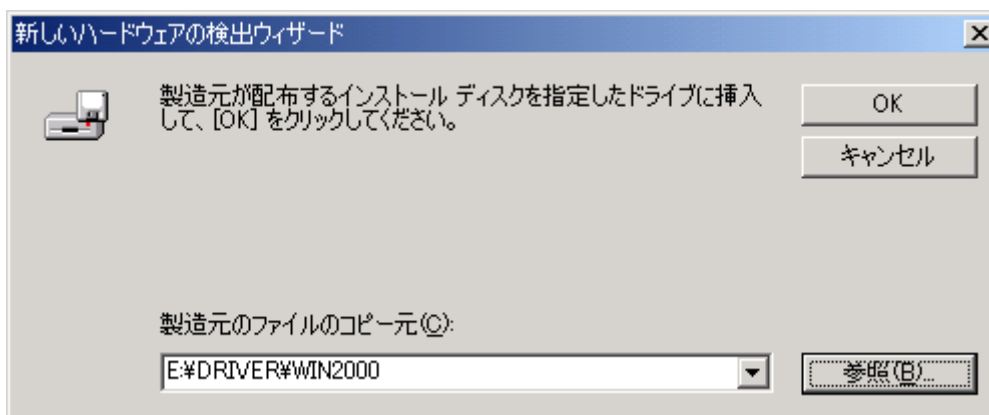 新しいハードウェアの検出ウィザード
製造元が配布するインストール ディスクを指定したドライブに挿入
して、[OK] をクリックしてください。
OK
キャンセル
製造元のファイルのコピー元(C):
E:¥DRIVER¥WIN2000
参照(B)...